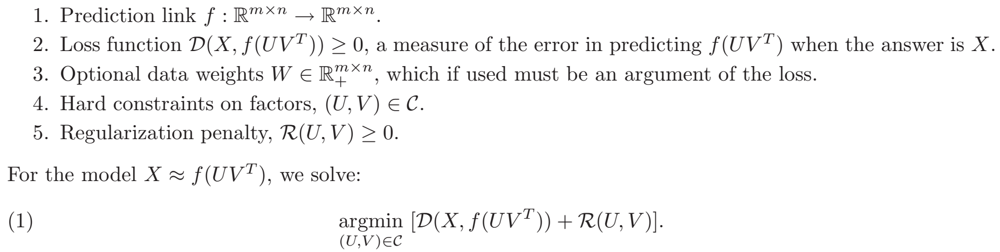 1. Prediction link $f : \mathbb{R}^{m \times n} \to \mathbb{R}^{m \times n}$.
2. Loss function $\mathcal{D}(X, f(UV^T)) \geq 0$, a measure of the error in predicting $f(UV^T)$ when the answer is $X$.
3. Optional data weights $W \in \mathbb{R}_+^{m \times n}$, which if used must be an argument of the loss.
4. Hard constraints on factors, $(U, V) \in \mathcal{C}$.
5. Regularization penalty, $\mathcal{R}(U, V) \geq 0$.
For the model $X \approx f(UV^T)$, we solve:
(1) $\underset{(U,V) \in \mathcal{C}}{\operatorname{argmin}} \ [\mathcal{D}(X, f(UV^T)) + \mathcal{R}(U, V)].$